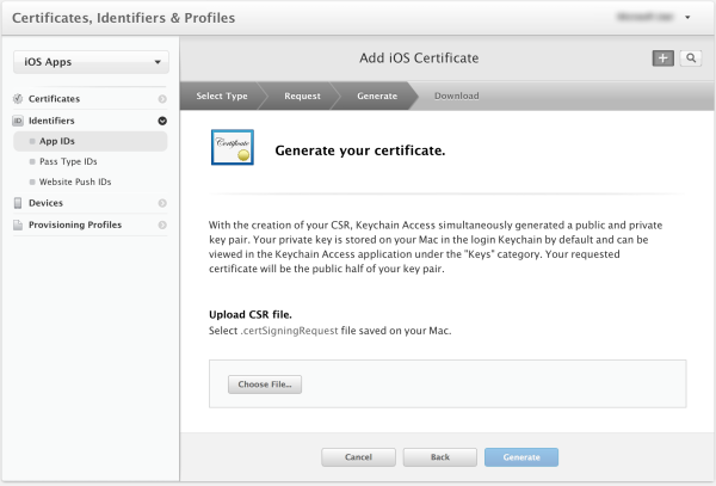 Certificates, Identifiers & Profiles
iOS Apps
Certificates
Identifiers
App IDs
Pass Type IDs
Website Push IDs
Devices
Provisioning Profiles
Add iOS Certificate
Select Type
Request
Generate
Download
Certificate
Generate your certificate.
With the creation of your CSR, Keychain Access simultaneously generated a public and private
key pair. Your private key is stored on your Mac in the login Keychain by default and can be
viewed in the Keychain Access application under the "Keys" category. Your requested
certificate will be the public half of your key pair.
Upload CSR file.
Select .certSigningRequest file saved on your Mac.
Choose File...
Cancel
Back
Generate